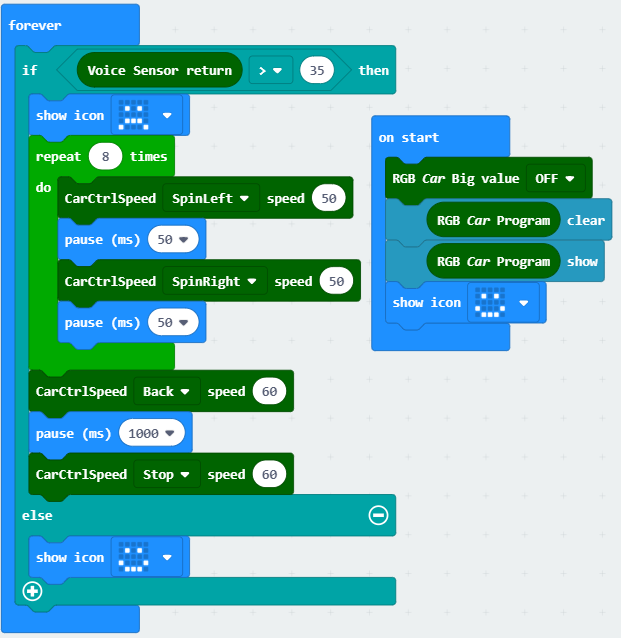 forever
if Voice Sensor return > 35 then
show icon
repeat 8 times
do
CarCtrlSpeed SpinLeft speed 50
pause (ms) 50
CarCtrlSpeed SpinRight speed 50
pause (ms) 50
CarCtrlSpeed Back speed 60
pause (ms) 1000
CarCtrlSpeed Stop speed 60
else
show icon
on start
RGB Car Big value OFF
RGB Car Program clear
RGB Car Program show
show icon